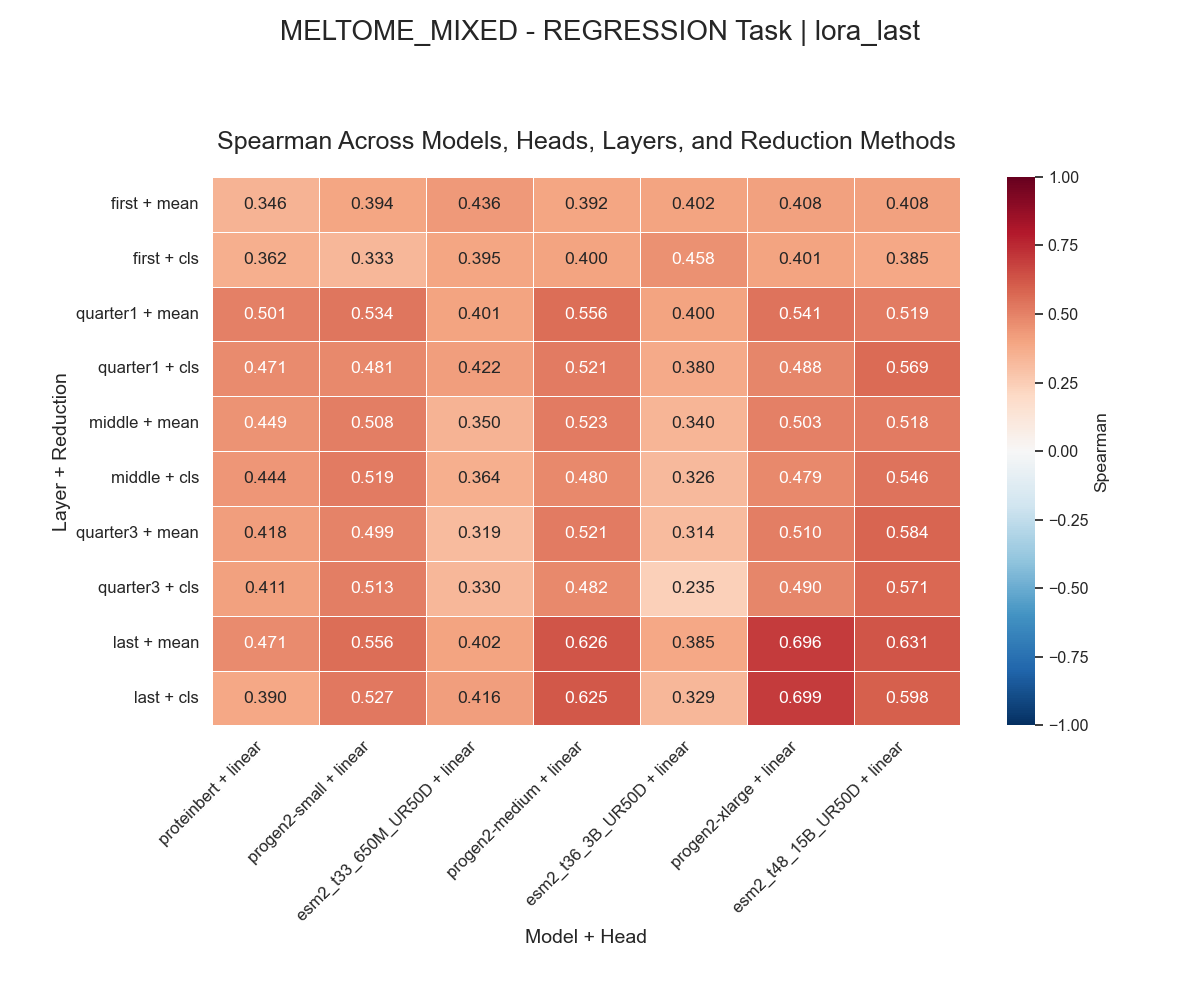 MELTOME_MIXED - REGRESSION Task | lora_last
Spearman Across Models, Heads, Layers, and Reduction Methods
Layer + Reduction
first + mean 0.346 0.394 0.436 0.392 0.402 0.408 0.408
first + cls 0.362 0.333 0.395 0.400 0.458 0.401 0.385
quarter1 + mean 0.501 0.534 0.401 0.556 0.400 0.541 0.519
quarter1 + cls 0.471 0.481 0.422 0.521 0.380 0.488 0.569
middle + mean 0.449 0.508 0.350 0.523 0.340 0.503 0.518
middle + cls 0.444 0.519 0.364 0.480 0.326 0.479 0.546
quarter3 + mean 0.418 0.499 0.319 0.521 0.314 0.510 0.584
quarter3 + cls 0.411 0.513 0.330 0.482 0.235 0.490 0.571
last + mean 0.471 0.556 0.402 0.626 0.385 0.696 0.631
last + cls 0.390 0.527 0.416 0.625 0.329 0.699 0.598
proteinbert + linear
progen2-small + linear
esm2_t33_650M_UR50D + linear
progen2-medium + linear
esm2_t36_3B_UR50D + linear
progen2-xlarge + linear
esm2_t48_15B_UR50D + linear
Model + Head
1.00
0.75
0.50
0.25
0.00
−0.25
−0.50
−0.75
−1.00
Spearman